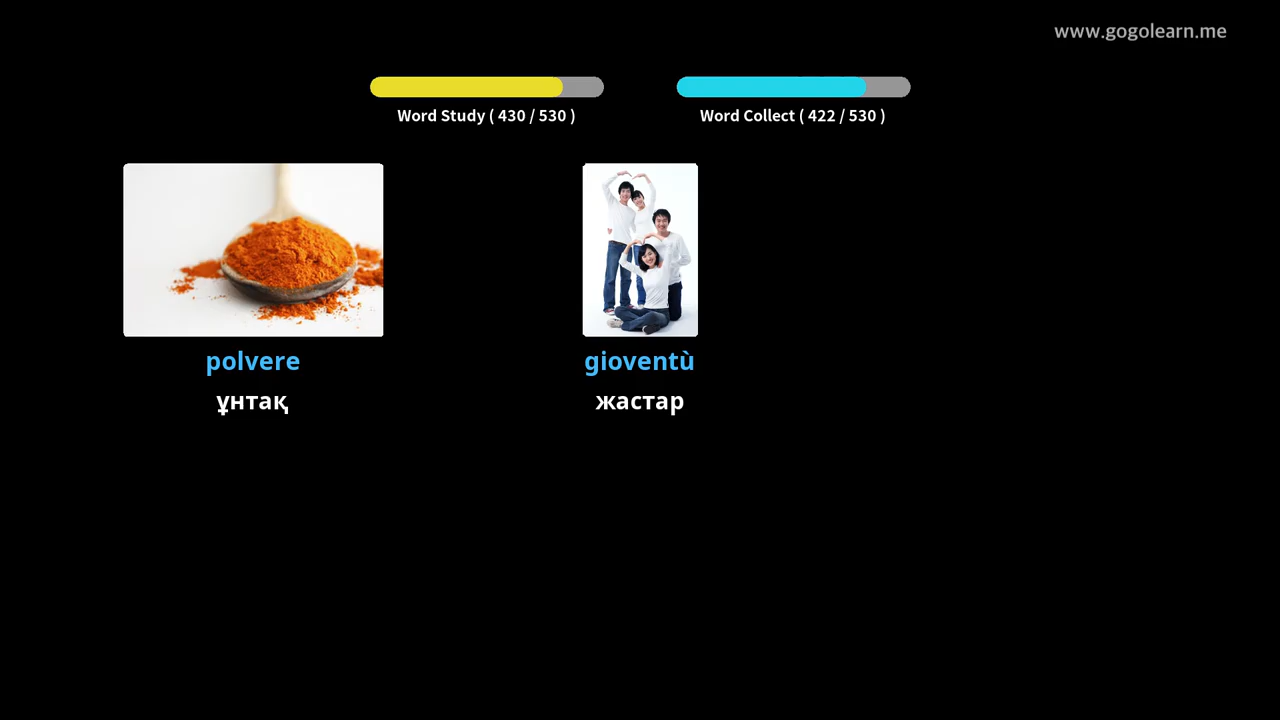 www.gogolearn.me
Word Study ( 430 / 530 )
Word Collect ( 422 / 530 )
polvere
ұнтақ
gioventù
жастар